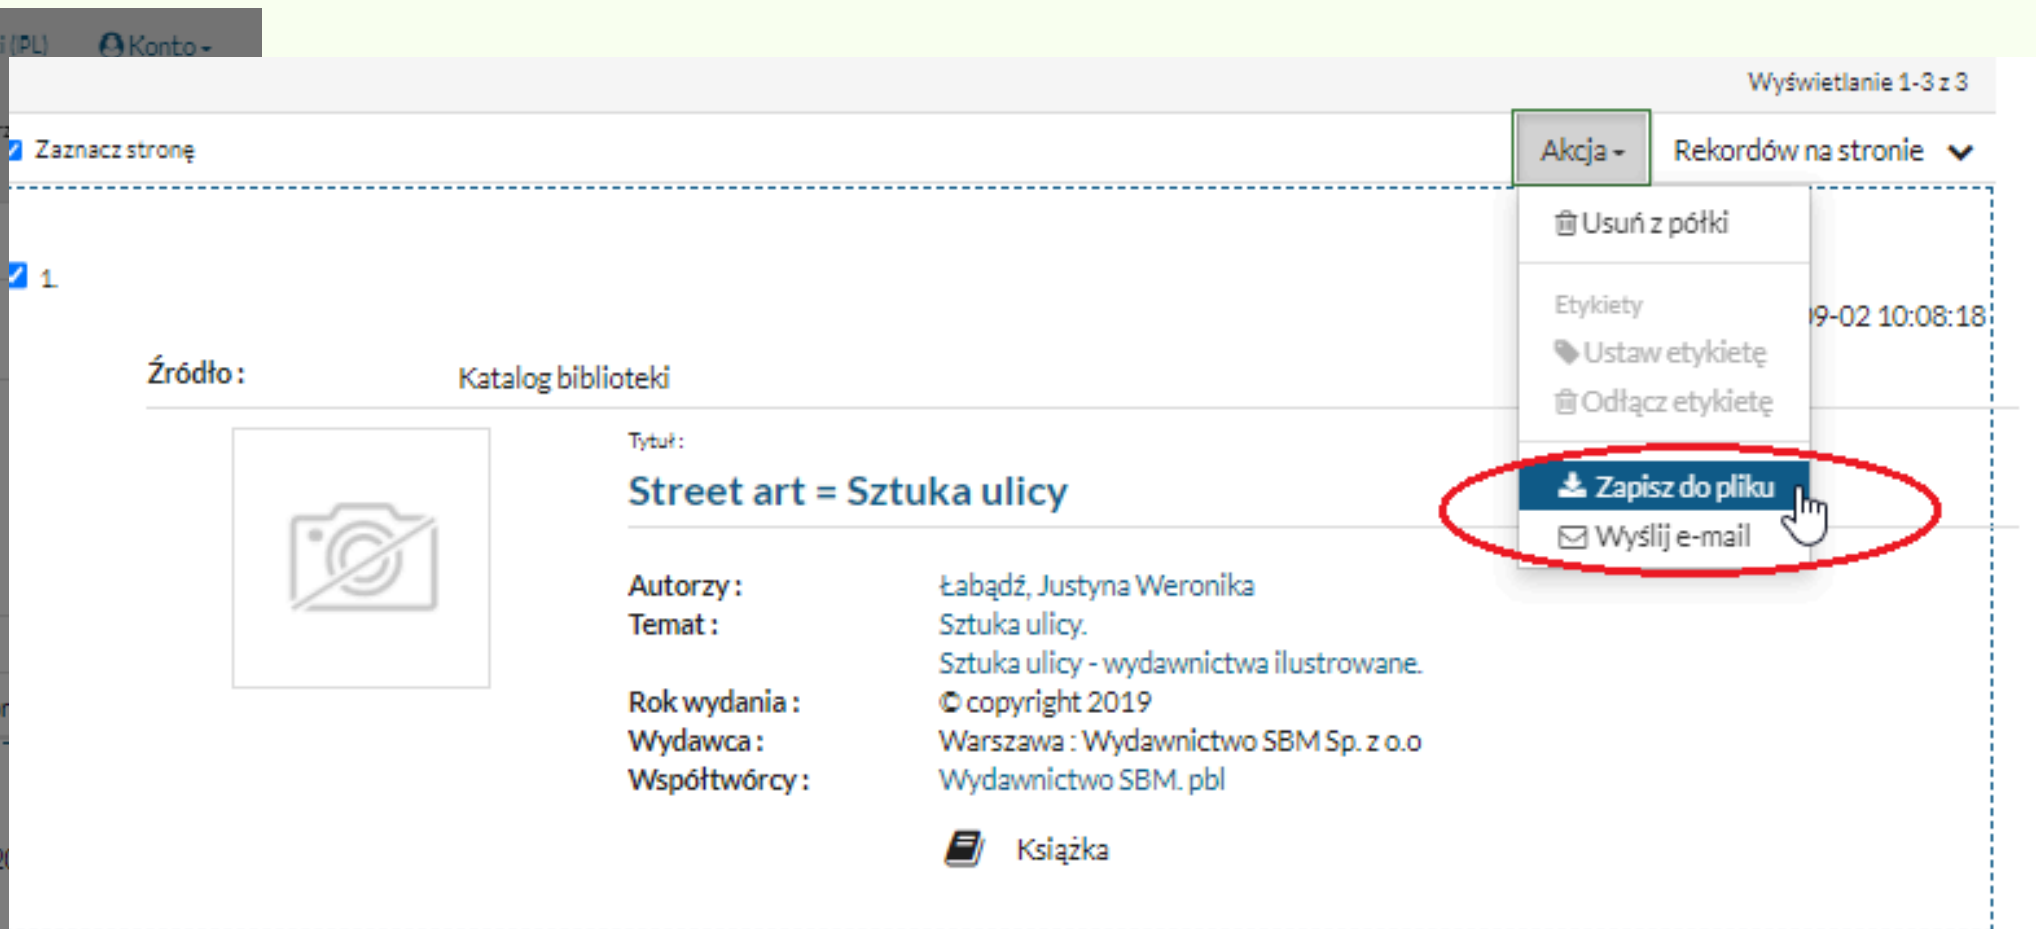 (PL) Konto
Wyświetlanie 1-3 z 3
Zaznacz stronę
Akcja Rekordów na stronie
Usuń z półki
1.
Etykiety
09-02 10:08:18
Ustaw etykietę
Źródło : Katalog biblioteki
Odłącz etykietę
Tytuł :
Street art = Sztuka ulicy
Zapisz do pliku
Wyślij e-mail
Autorzy : Łabądź, Justyna Weronika
Temat : Sztuka ulicy.
Sztuka ulicy - wydawnictwa ilustrowane.
Rok wydania : © copyright 2019
Wydawca : Warszawa : Wydawnictwo SBM Sp. z o.o
Współtwórcy : Wydawnictwo SBM. pbl
Książka